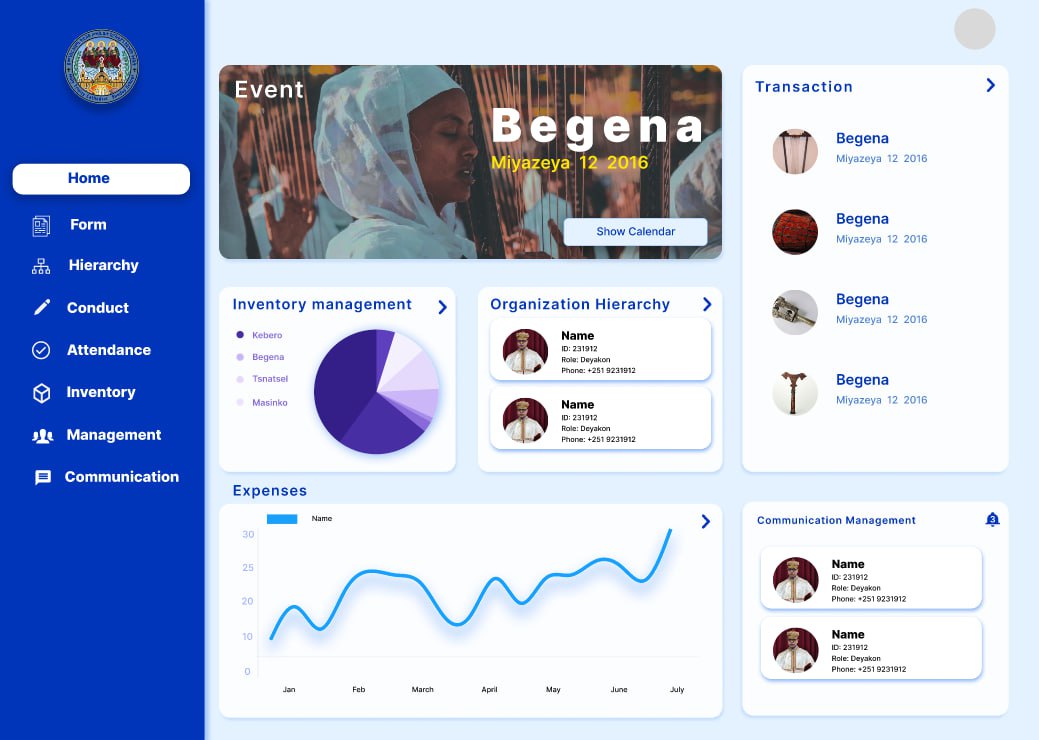 Home
Form
Hierarchy
Conduct
Attendance
Inventory
Management
Communication
Event
Begena
Miyazeya 12 2016
Show Calendar
Transaction
Begena
Miyazeya 12 2016
Begena
Miyazeya 12 2016
Begena
Miyazeya 12 2016
Begena
Miyazeya 12 2016
Inventory management
Kebero
Begena
Tsnatsel
Masinko
Organization Hierarchy
Name
ID: 231912
Role: Deyakon
Phone: +251 9231912
Name
ID: 231912
Role: Deyakon
Phone: +251 9231912
Expenses
Name
30
25
20
10
0
Jan
Feb
March
April
May
June
July
Communication Management
3
Name
ID: 231912
Role: Deyakon
Phone: +251 9231912
Name
ID: 231912
Role: Deyakon
Phone: +251 9231912